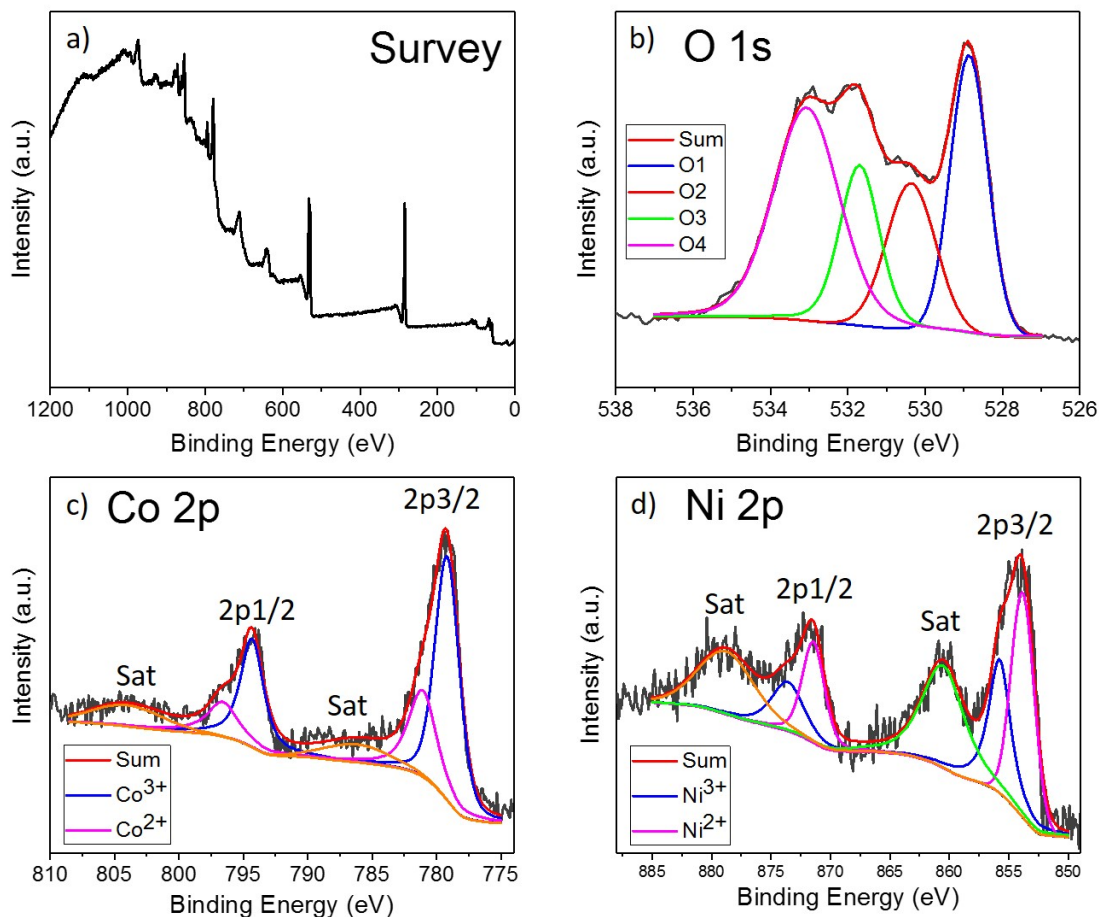 a)
Survey
Intensity (a.u.)
1200 1000 800 600 400 200 0
Binding Energy (eV)
b)
O 1s
Intensity (a.u.)
Sum
O1
O2
O3
O4
538 536 534 532 530 528 526
Binding Energy (eV)
c)
Co 2p
2p3/2
2p1/2
Sat
Sat
Intensity (a.u.)
Sum
Co³⁺
Co²⁺
810 805 800 795 790 785 780 775
Binding Energy (eV)
d)
Ni 2p
2p3/2
Sat
2p1/2
Sat
Intensity (a.u.)
Sum
Ni³⁺
Ni²⁺
885 880 875 870 865 860 855 850
Binding Energy (eV)